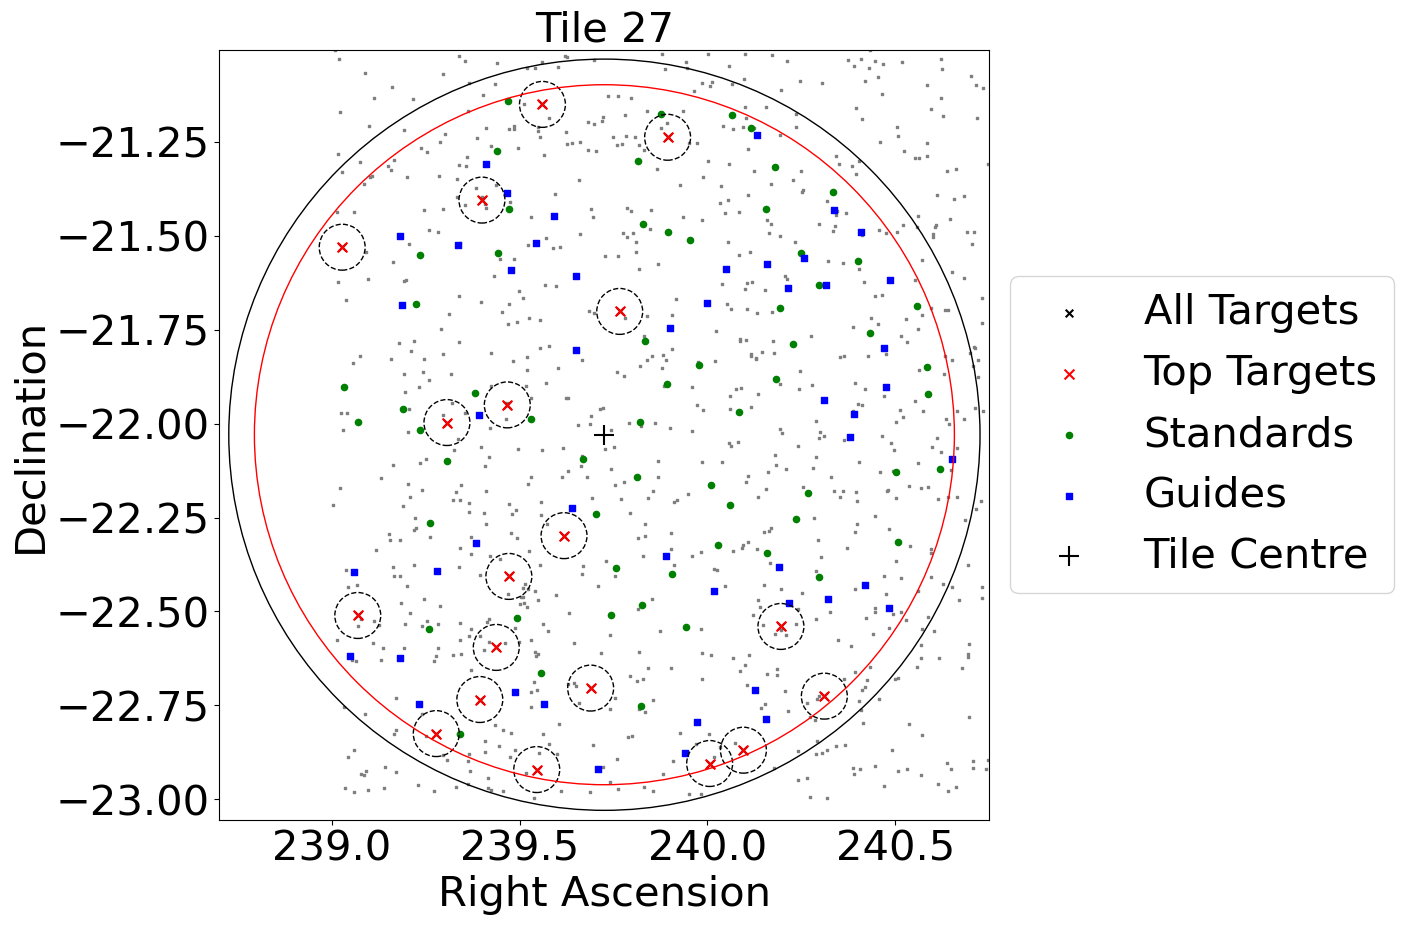 Tile 27
−21.25
−21.50
−21.75
−22.00
−22.25
−22.50
−22.75
−23.00
Declination
239.0 239.5 240.0 240.5
Right Ascension
All Targets
Top Targets
Standards
Guides
Tile Centre